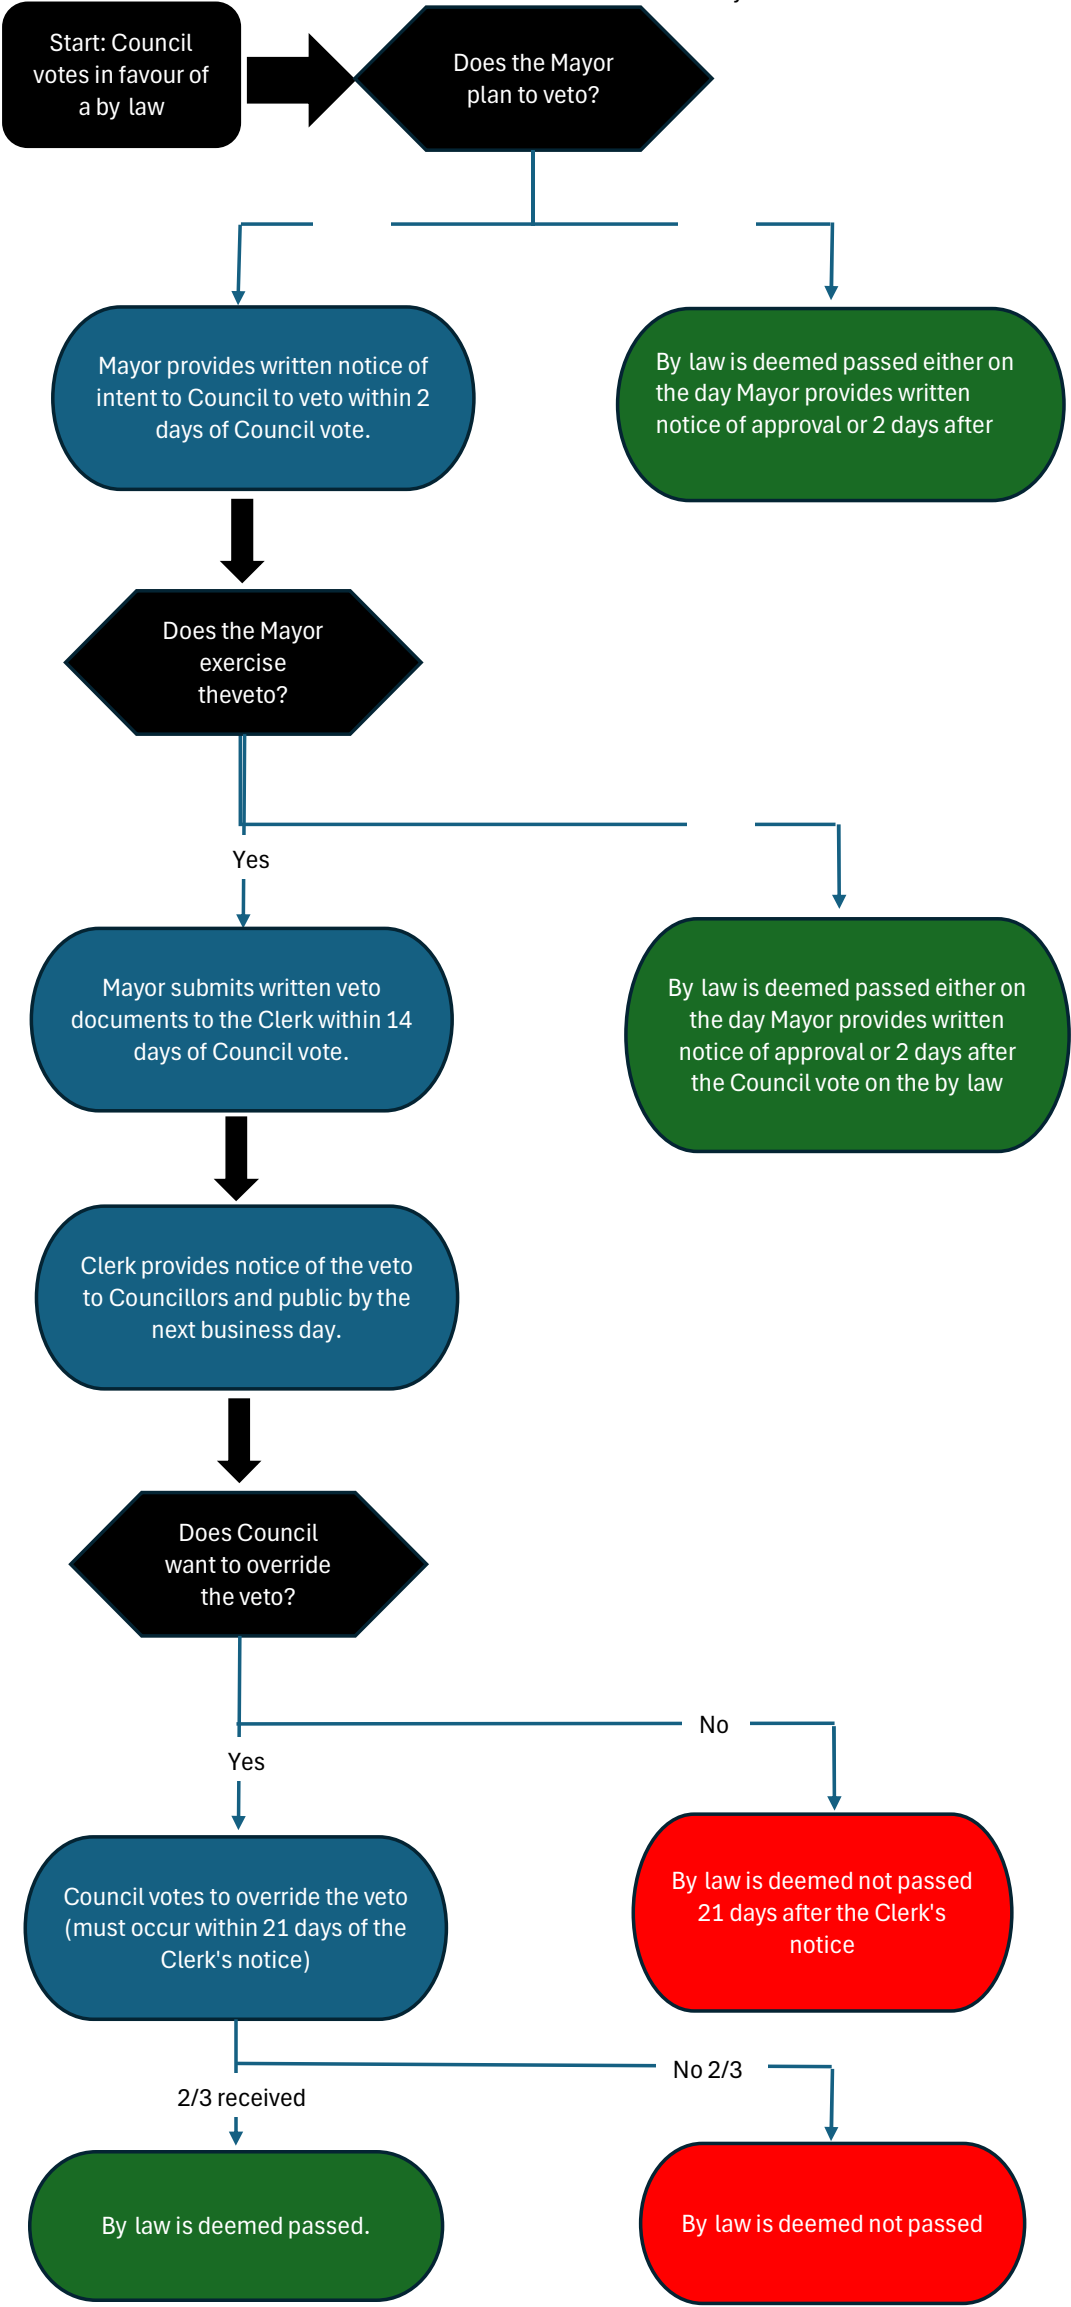 Start: Council
votes in favour of
a by law
Does the Mayor
plan to veto?
Mayor provides written notice of
intent to Council to veto within 2
days of Council vote.
By law is deemed passed either on
the day Mayor provides written
notice of approval or 2 days after
Does the Mayor
exercise
theveto?
Yes
Mayor submits written veto
documents to the Clerk within 14
days of Council vote.
By law is deemed passed either on
the day Mayor provides written
notice of approval or 2 days after
the Council vote on the by law
Clerk provides notice of the veto
to Councillors and public by the
next business day.
Does Council
want to override
the veto?
No
Yes
Council votes to override the veto
(must occur within 21 days of the
Clerk's notice)
By law is deemed not passed
21 days after the Clerk's
notice
No 2/3
2/3 received
By law is deemed passed.
By law is deemed not passed